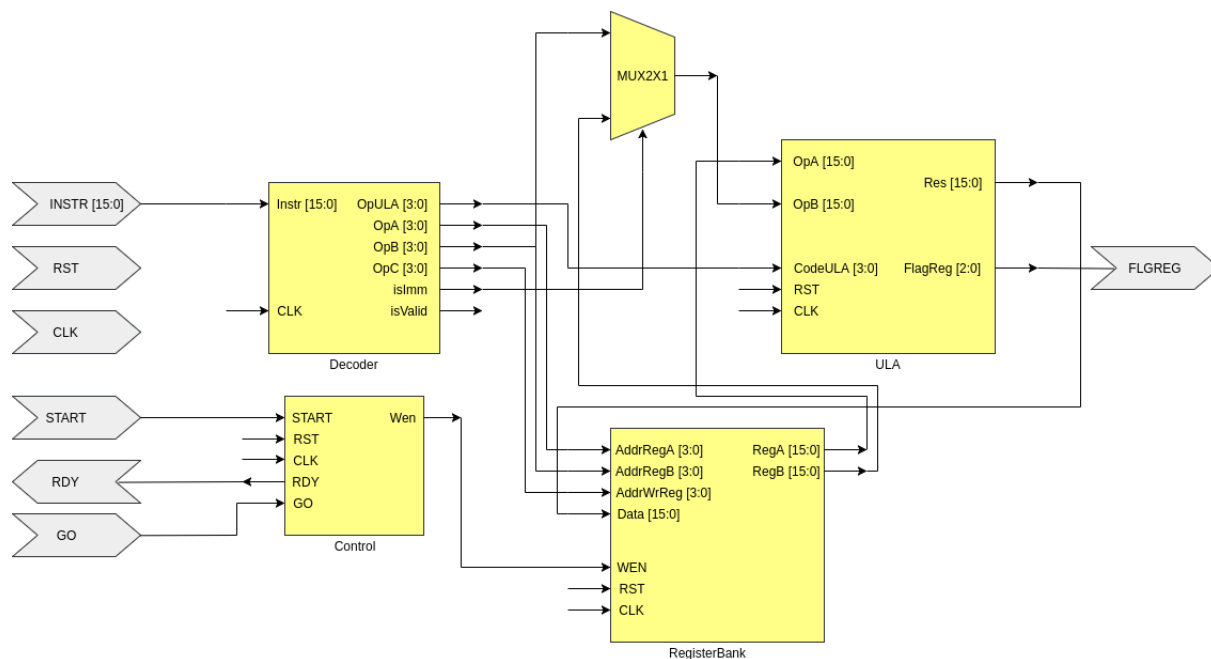 MUX2X1
INSTR [15:0]
RST
CLK
START
RDY
GO
Instr [15:0]
CLK
OpULA [3:0]
OpA [3:0]
OpB [3:0]
OpC [3:0]
isImm
isValid
Decoder
START
RST
CLK
RDY
GO
Wen
Control
OpA [15:0]
OpB [15:0]
CodeULA [3:0]
RST
CLK
Res [15:0]
FlagReg [2:0]
ULA
FLGREG
AddrRegA [3:0]
AddrRegB [3:0]
AddrWrReg [3:0]
Data [15:0]
WEN
RST
CLK
RegA [15:0]
RegB [15:0]
RegisterBank